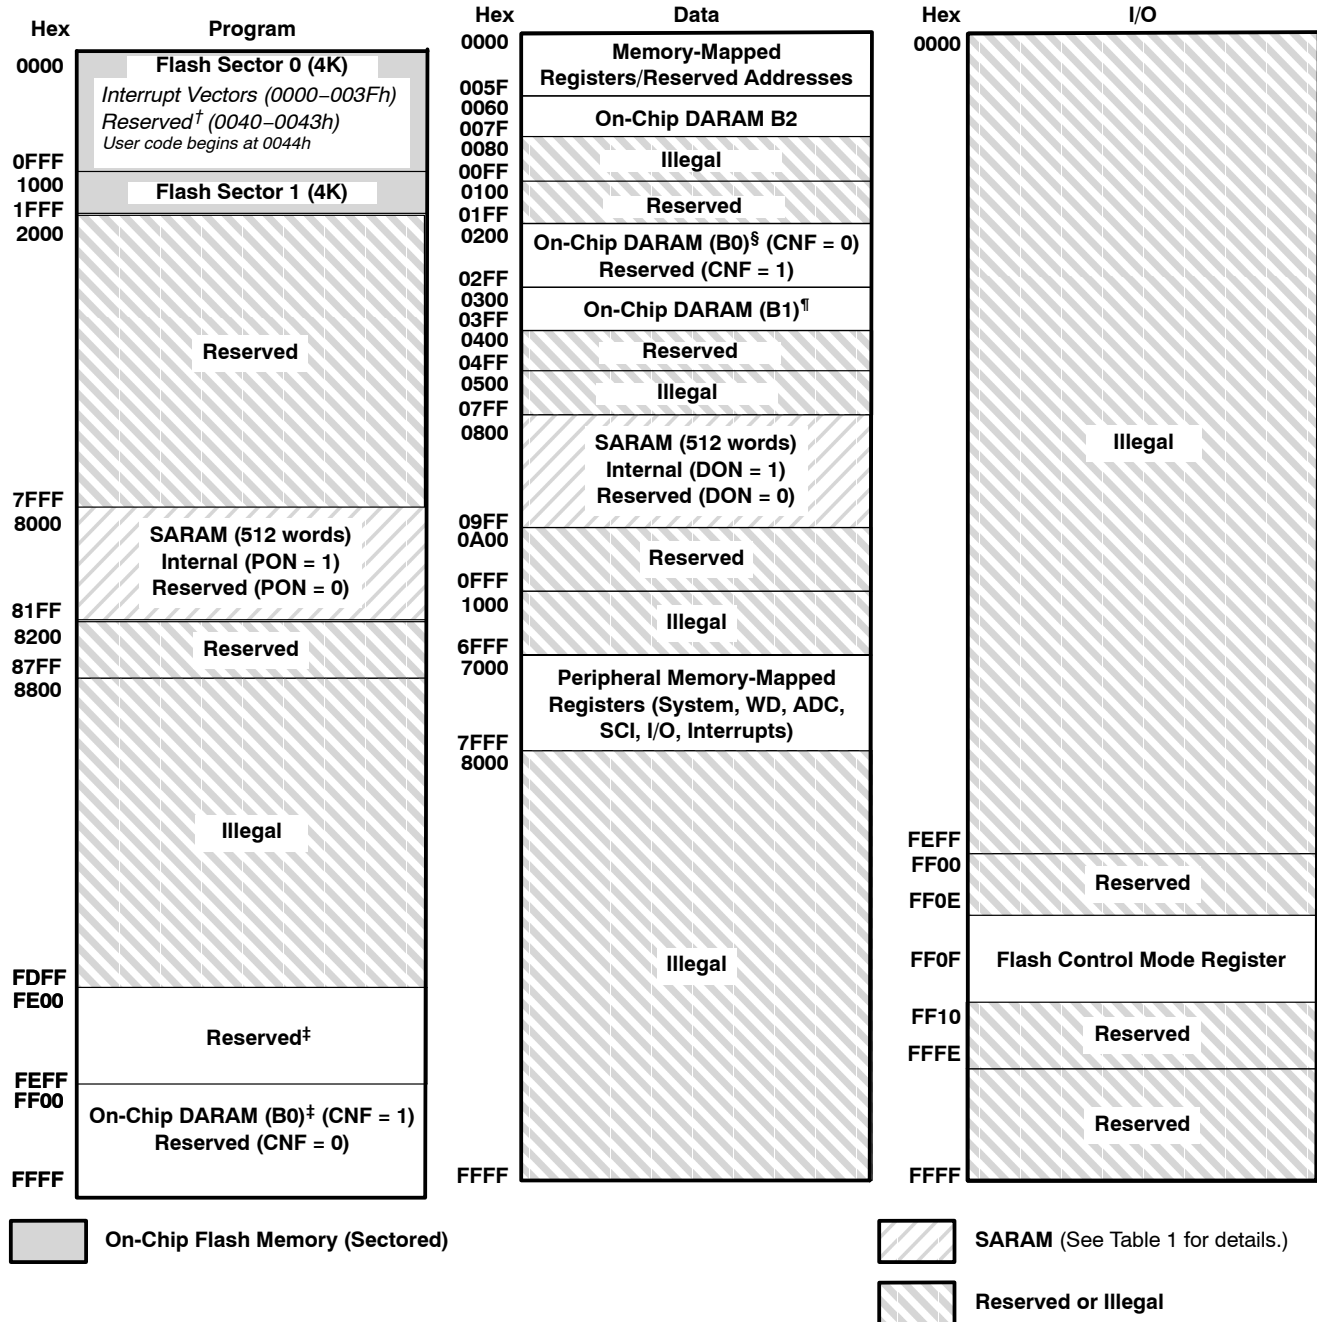 Hex Program
0000
Flash Sector 0 (4K)
Interrupt Vectors (0000–003Fh)
Reserved† (0040–0043h)
User code begins at 0044h
0FFF
1000
Flash Sector 1 (4K)
1FFF
2000
Reserved
7FFF
8000
SARAM (512 words)
Internal (PON = 1)
Reserved (PON = 0)
81FF
8200
Reserved
87FF
8800
Illegal
FDFF
FE00
Reserved‡
FEFF
FF00
On-Chip DARAM (B0)‡ (CNF = 1)
Reserved (CNF = 0)
FFFF
Hex Data
0000
Memory-Mapped
Registers/Reserved Addresses
005F
0060
On-Chip DARAM B2
007F
0080
Illegal
00FF
0100
Reserved
01FF
0200
On-Chip DARAM (B0)§ (CNF = 0)
Reserved (CNF = 1)
02FF
0300
On-Chip DARAM (B1)¶
03FF
0400
Reserved
04FF
0500
Illegal
07FF
0800
SARAM (512 words)
Internal (DON = 1)
Reserved (DON = 0)
09FF
0A00
Reserved
0FFF
1000
Illegal
6FFF
7000
Peripheral Memory-Mapped
Registers (System, WD, ADC,
SCI, I/O, Interrupts)
7FFF
8000
Illegal
FFFF
Hex I/O
0000
Illegal
FEFF
FF00
Reserved
FF0E
FF0F
Flash Control Mode Register
FF10
Reserved
FFFE
Reserved
FFFF
On-Chip Flash Memory (Sectored)
SARAM (See Table 1 for details.)
Reserved or Illegal